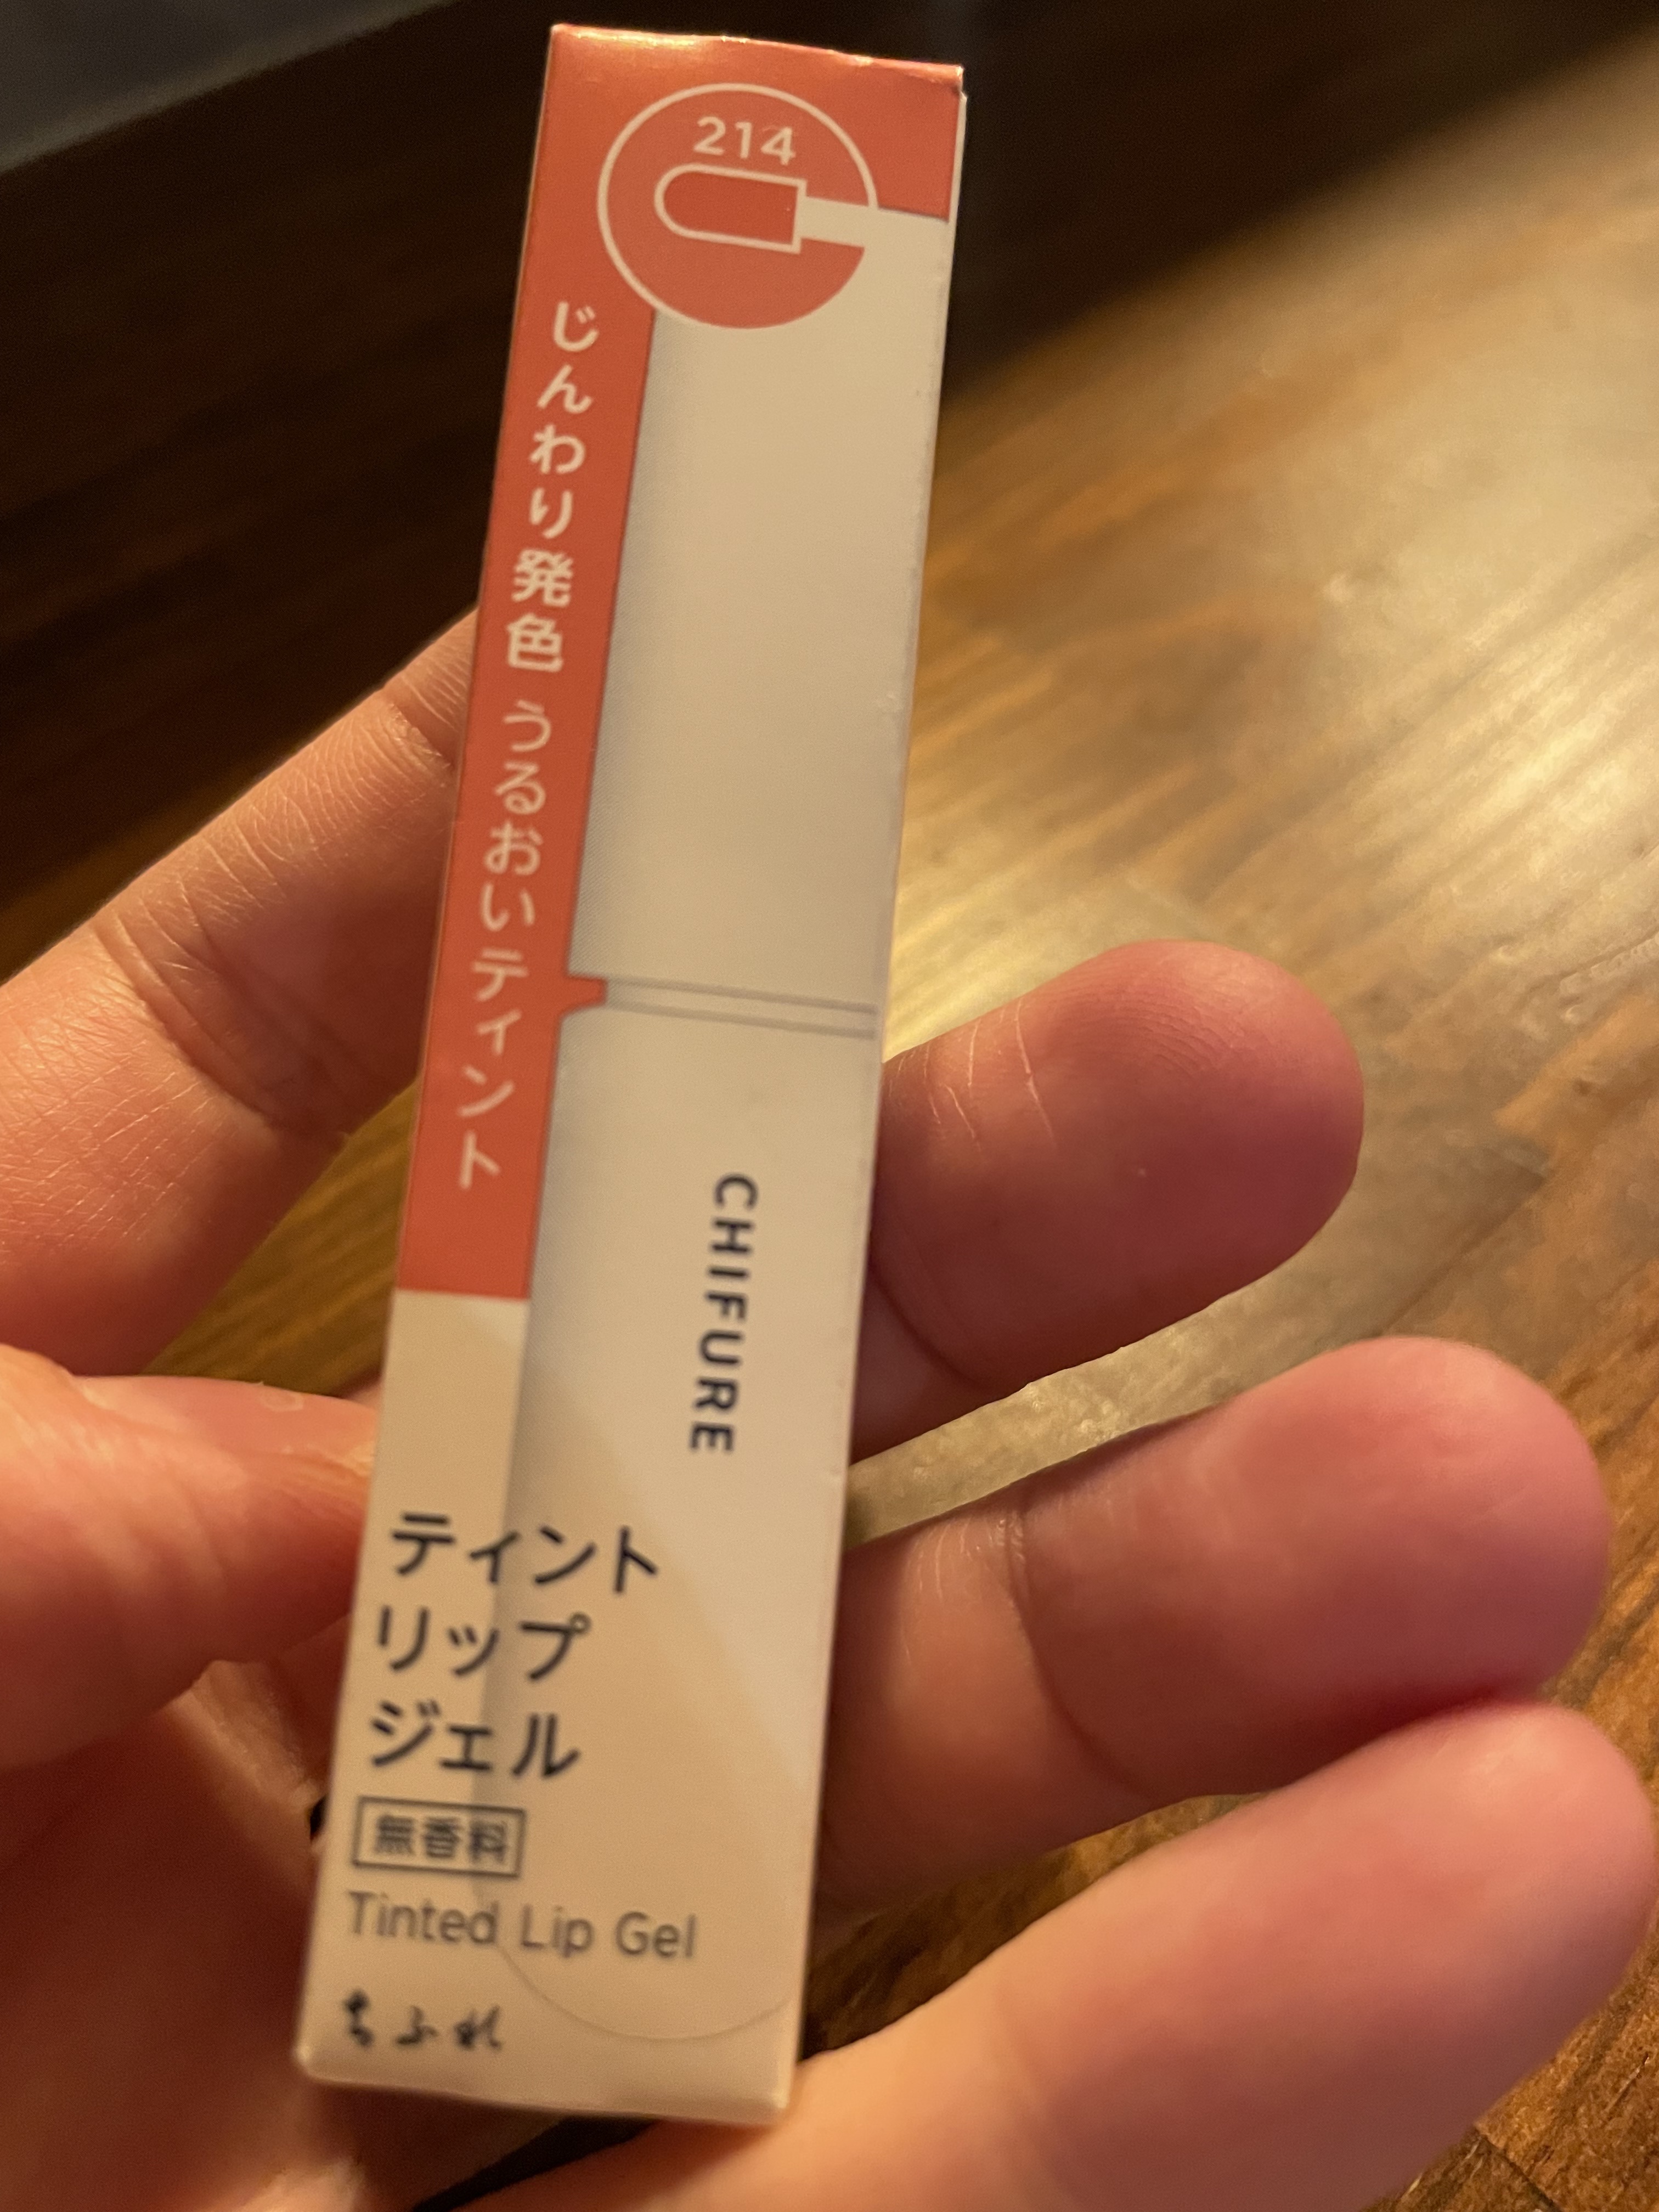 214
じんわり発色 うるおいティント
CHIFURE
ティント
リップ
ジェル
無香料
Tinted Lip Gel
ちふれ